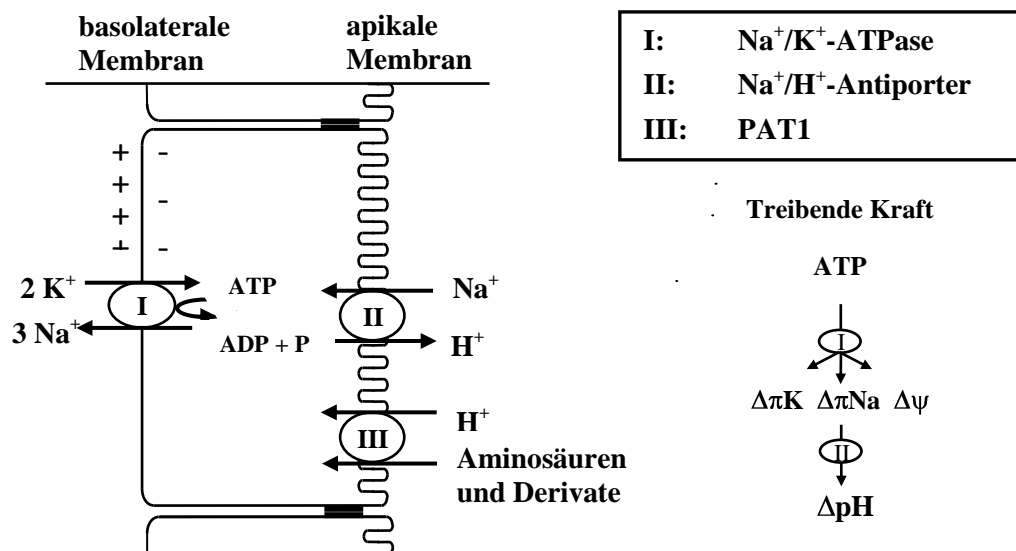 basolaterale
Membran
apikale
Membran
I: Na⁺/K⁺-ATPase
II: Na⁺/H⁺-Antiporter
III: PAT1
+ -
+
-
+
+ -
2 K⁺
I
ATP
3 Na⁺
ADP + P
Na⁺
II
H⁺
H⁺
III
Aminosäuren
und Derivate
Treibende Kraft
ATP
I
ΔπK ΔπNa Δψ
II
ΔpH